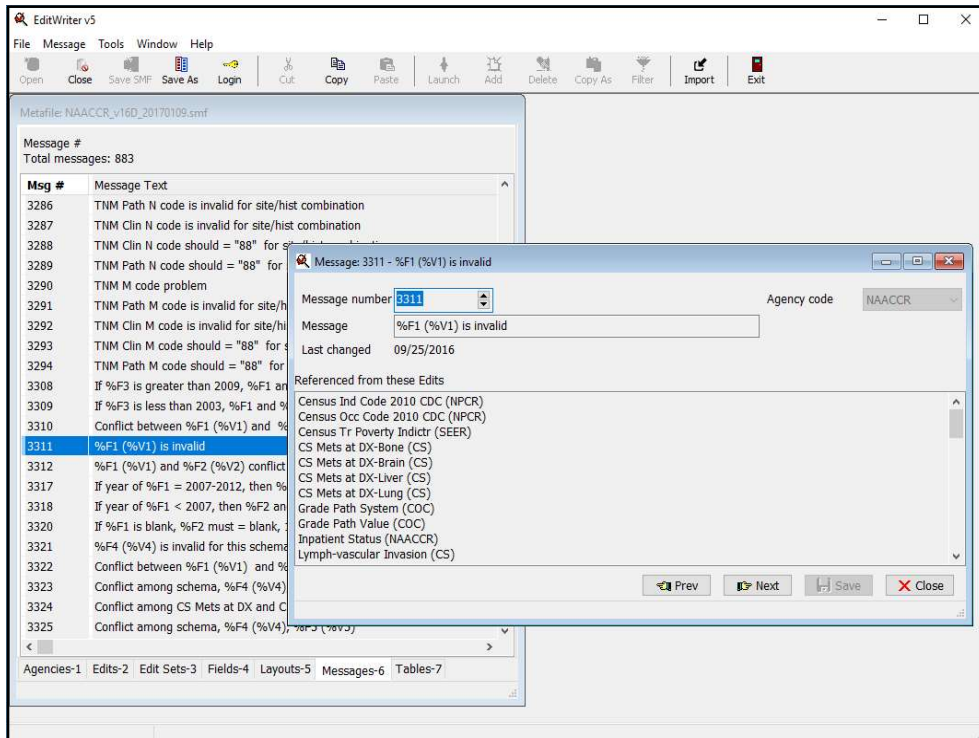 EditWriter v5
File Message Tools Window Help
Open Close Save SMF Save As Login Cut Copy Paste Launch Add Delete Copy As Filter Import Exit
Metafile: NAACCR_v16D_20170109.smf
Message #
Total messages: 883
Msg # Message Text
3286 TNM Path N code is invalid for site/hist combination
3287 TNM Clin N code is invalid for site/hist combination
3288 TNM Clin N code should = "88" for
3289 TNM Path N code should = "88" for
3290 TNM M code problem
3291 TNM Path M code is invalid for site/h
3292 TNM Clin M code is invalid for site/hi
3293 TNM Clin M code should = "88" for s
3294 TNM Path M code should = "88" for
3308 If %F3 is greater than 2009, %F1 an
3309 If %F3 is less than 2003, %F1 and %
3310 Conflict between %F1 (%V1) and %
3311 %F1 (%V1) is invalid
3312 %F1 (%V1) and %F2 (%V2) conflict
3317 If year of %F1 = 2007-2012, then %
3318 If year of %F1 < 2007, then %F2 an
3320 If %F1 is blank, %F2 must = blank,
3321 %F4 (%V4) is invalid for this schema
3322 Conflict between %F1 (%V1) and %
3323 Conflict among schema, %F4 (%V4)
3324 Conflict among CS Mets at DX and C
3325 Conflict among schema, %F4 (%V4), %F5 (%V5)
Agencies-1 Edits-2 Edit Sets-3 Fields-4 Layouts-5 Messages-6 Tables-7
Message: 3311 - %F1 (%V1) is invalid
Message number 3311 Agency code NAACCR
Message %F1 (%V1) is invalid
Last changed 09/25/2016
Referenced from these Edits
Census Ind Code 2010 CDC (NPCR)
Census Occ Code 2010 CDC (NPCR)
Census Tr Poverty Indictr (SEER)
CS Mets at DX-Bone (CS)
CS Mets at DX-Brain (CS)
CS Mets at DX-Liver (CS)
CS Mets at DX-Lung (CS)
Grade Path System (COC)
Grade Path Value (COC)
Inpatient Status (NAACCR)
Lymph-vascular Invasion (CS)
Prev Next Save Close